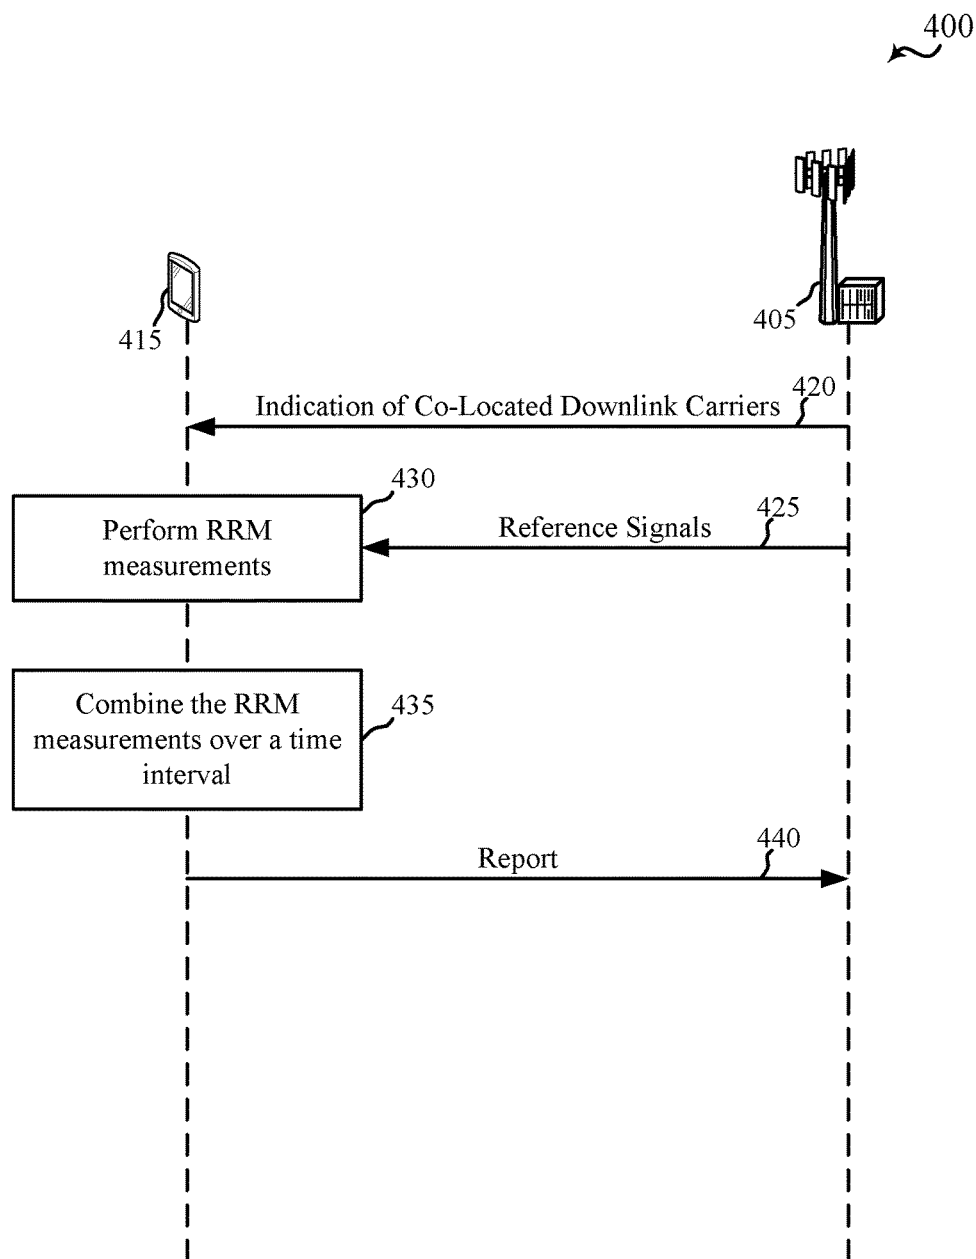 400
415
405
420
Indication of Co-Located Downlink Carriers
430
Perform RRM
measurements
425
Reference Signals
435
Combine the RRM
measurements over a time
interval
440
Report